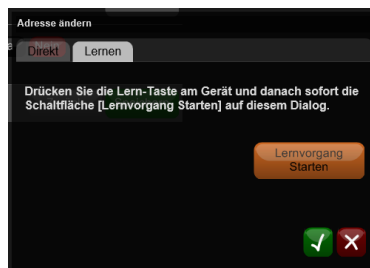 Adresse ändern
Direkt
Lernen
Drücken Sie die Lern-Taste am Gerät und danach sofort die
Schaltfläche [Lernvorgang Starten] auf diesem Dialog.
Lernvorgang
Starten